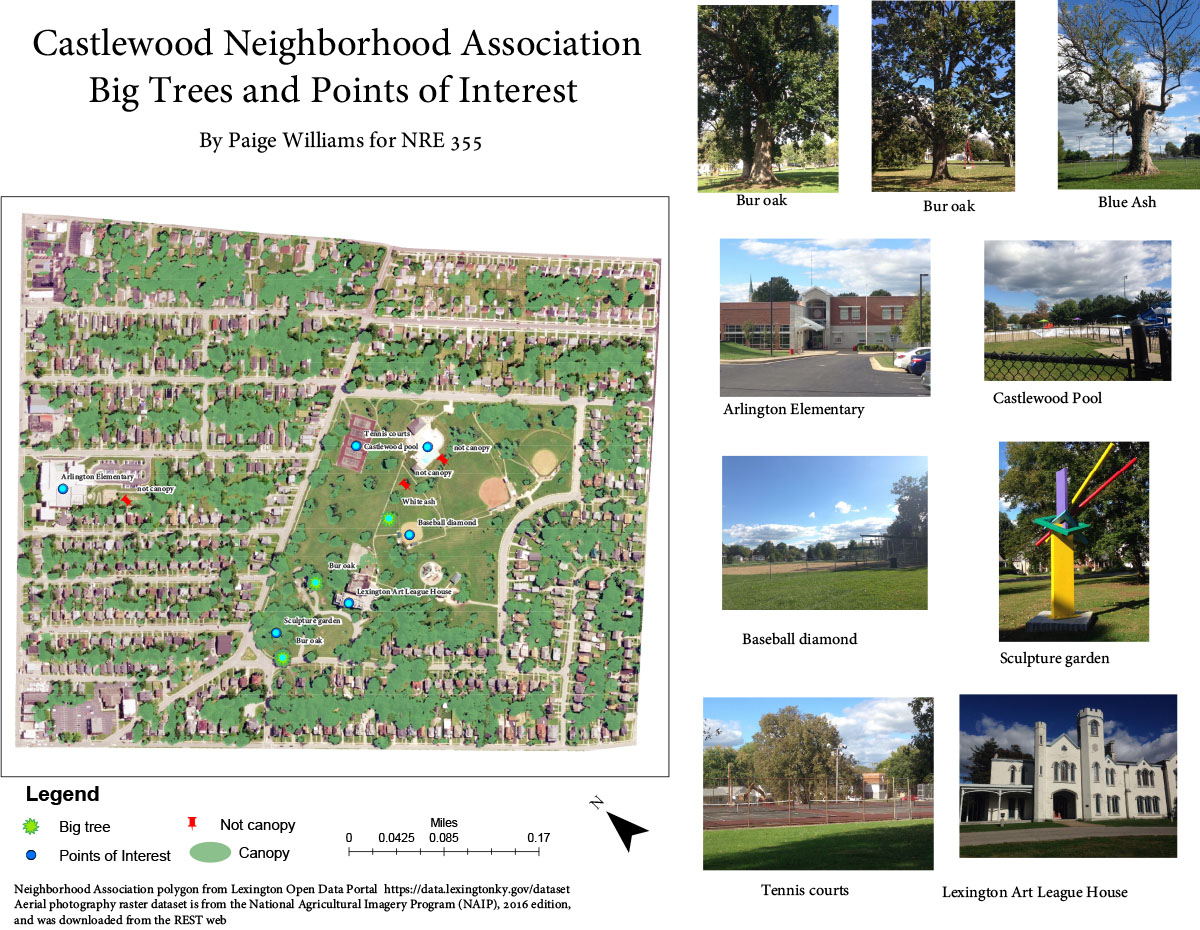 Castlewood Neighborhood Association
Big Trees and Points of Interest
By Paige Williams for NRE 355
Bur oak
Bur oak
Blue Ash
Arlington Elementary
Castlewood Pool
Baseball diamond
Sculpture garden
Tennis courts
Lexington Art League House
Tennis courts
Castlewood pool
not canopy
not canopy
Arlington Elementary
not canopy
White ash
Baseball diamond
Bur oak
Lexington Art League House
Sculpture garden
Bur oak
Legend
Big tree
Not canopy
Points of Interest
Canopy
Miles
0 0.0425 0.085 0.17
N
Neighborhood Association polygon from Lexington Open Data Portal https://data.lexingtonky.gov/dataset
Aerial photography raster dataset is from the National Agricultural Imagery Program (NAIP), 2016 edition,
and was downloaded from the REST web